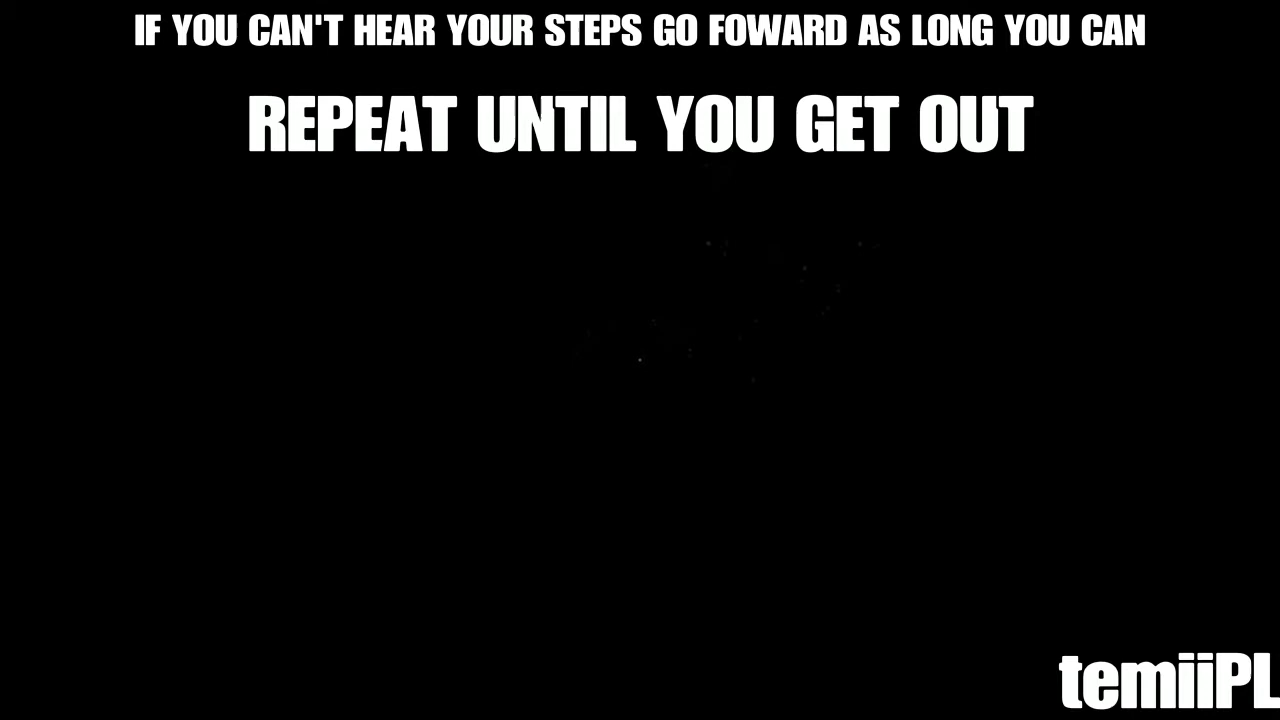 IF YOU CAN'T HEAR YOUR STEPS GO FOWARD AS LONG YOU CAN
REPEAT UNTIL YOU GET OUT
temiiPL